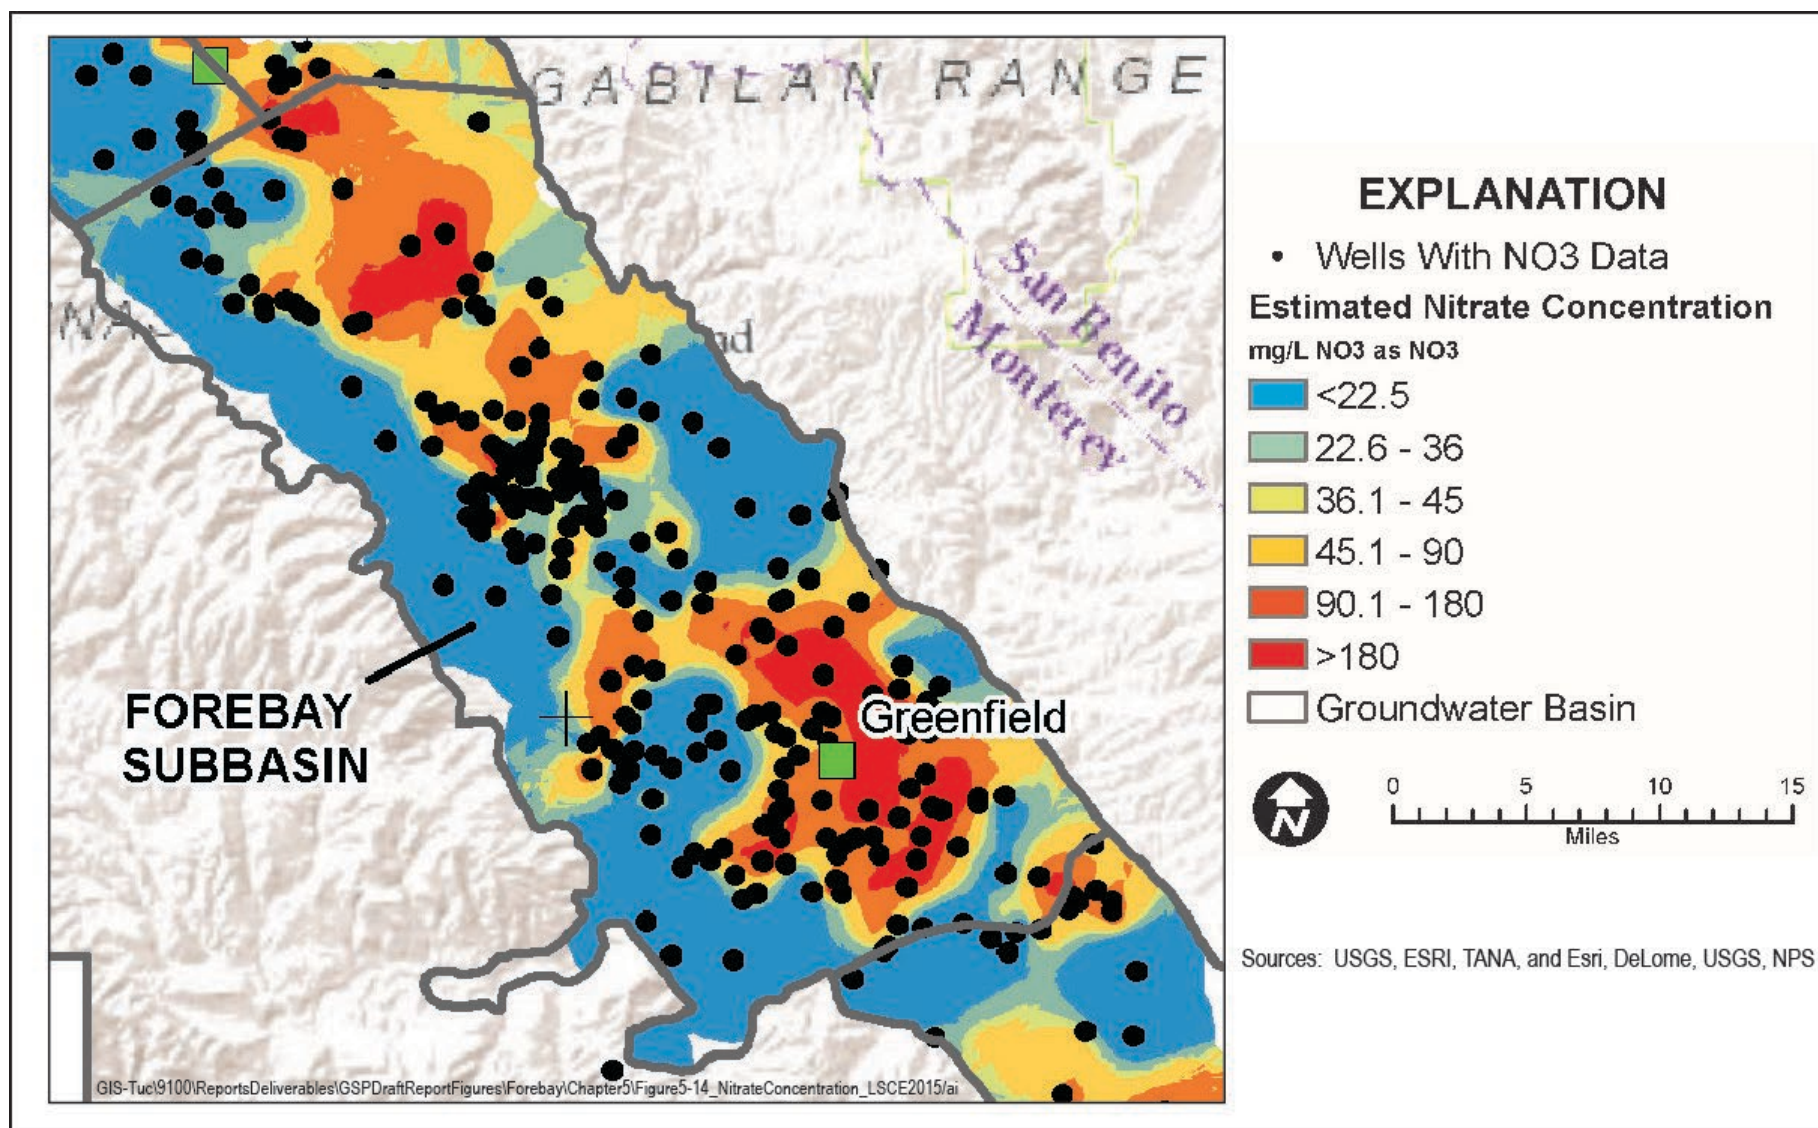 GABILAN RANGE
San Benito
Monterey
FOREBAY
SUBBASIN
Greenfield
GIS-Tuc\9100\ReportsDeliverables\GSPDraftReportFigures\Forebay\Chapter5\Figure5-14_NitrateConcentration_LSCE2015/ai
EXPLANATION
Wells With NO3 Data
Estimated Nitrate Concentration
mg/L NO3 as NO3
<22.5
22.6 - 36
36.1 - 45
45.1 - 90
90.1 - 180
>180
Groundwater Basin
N
0 5 10 15
Miles
Sources: USGS, ESRI, TANA, and Esri, DeLome, USGS, NPS